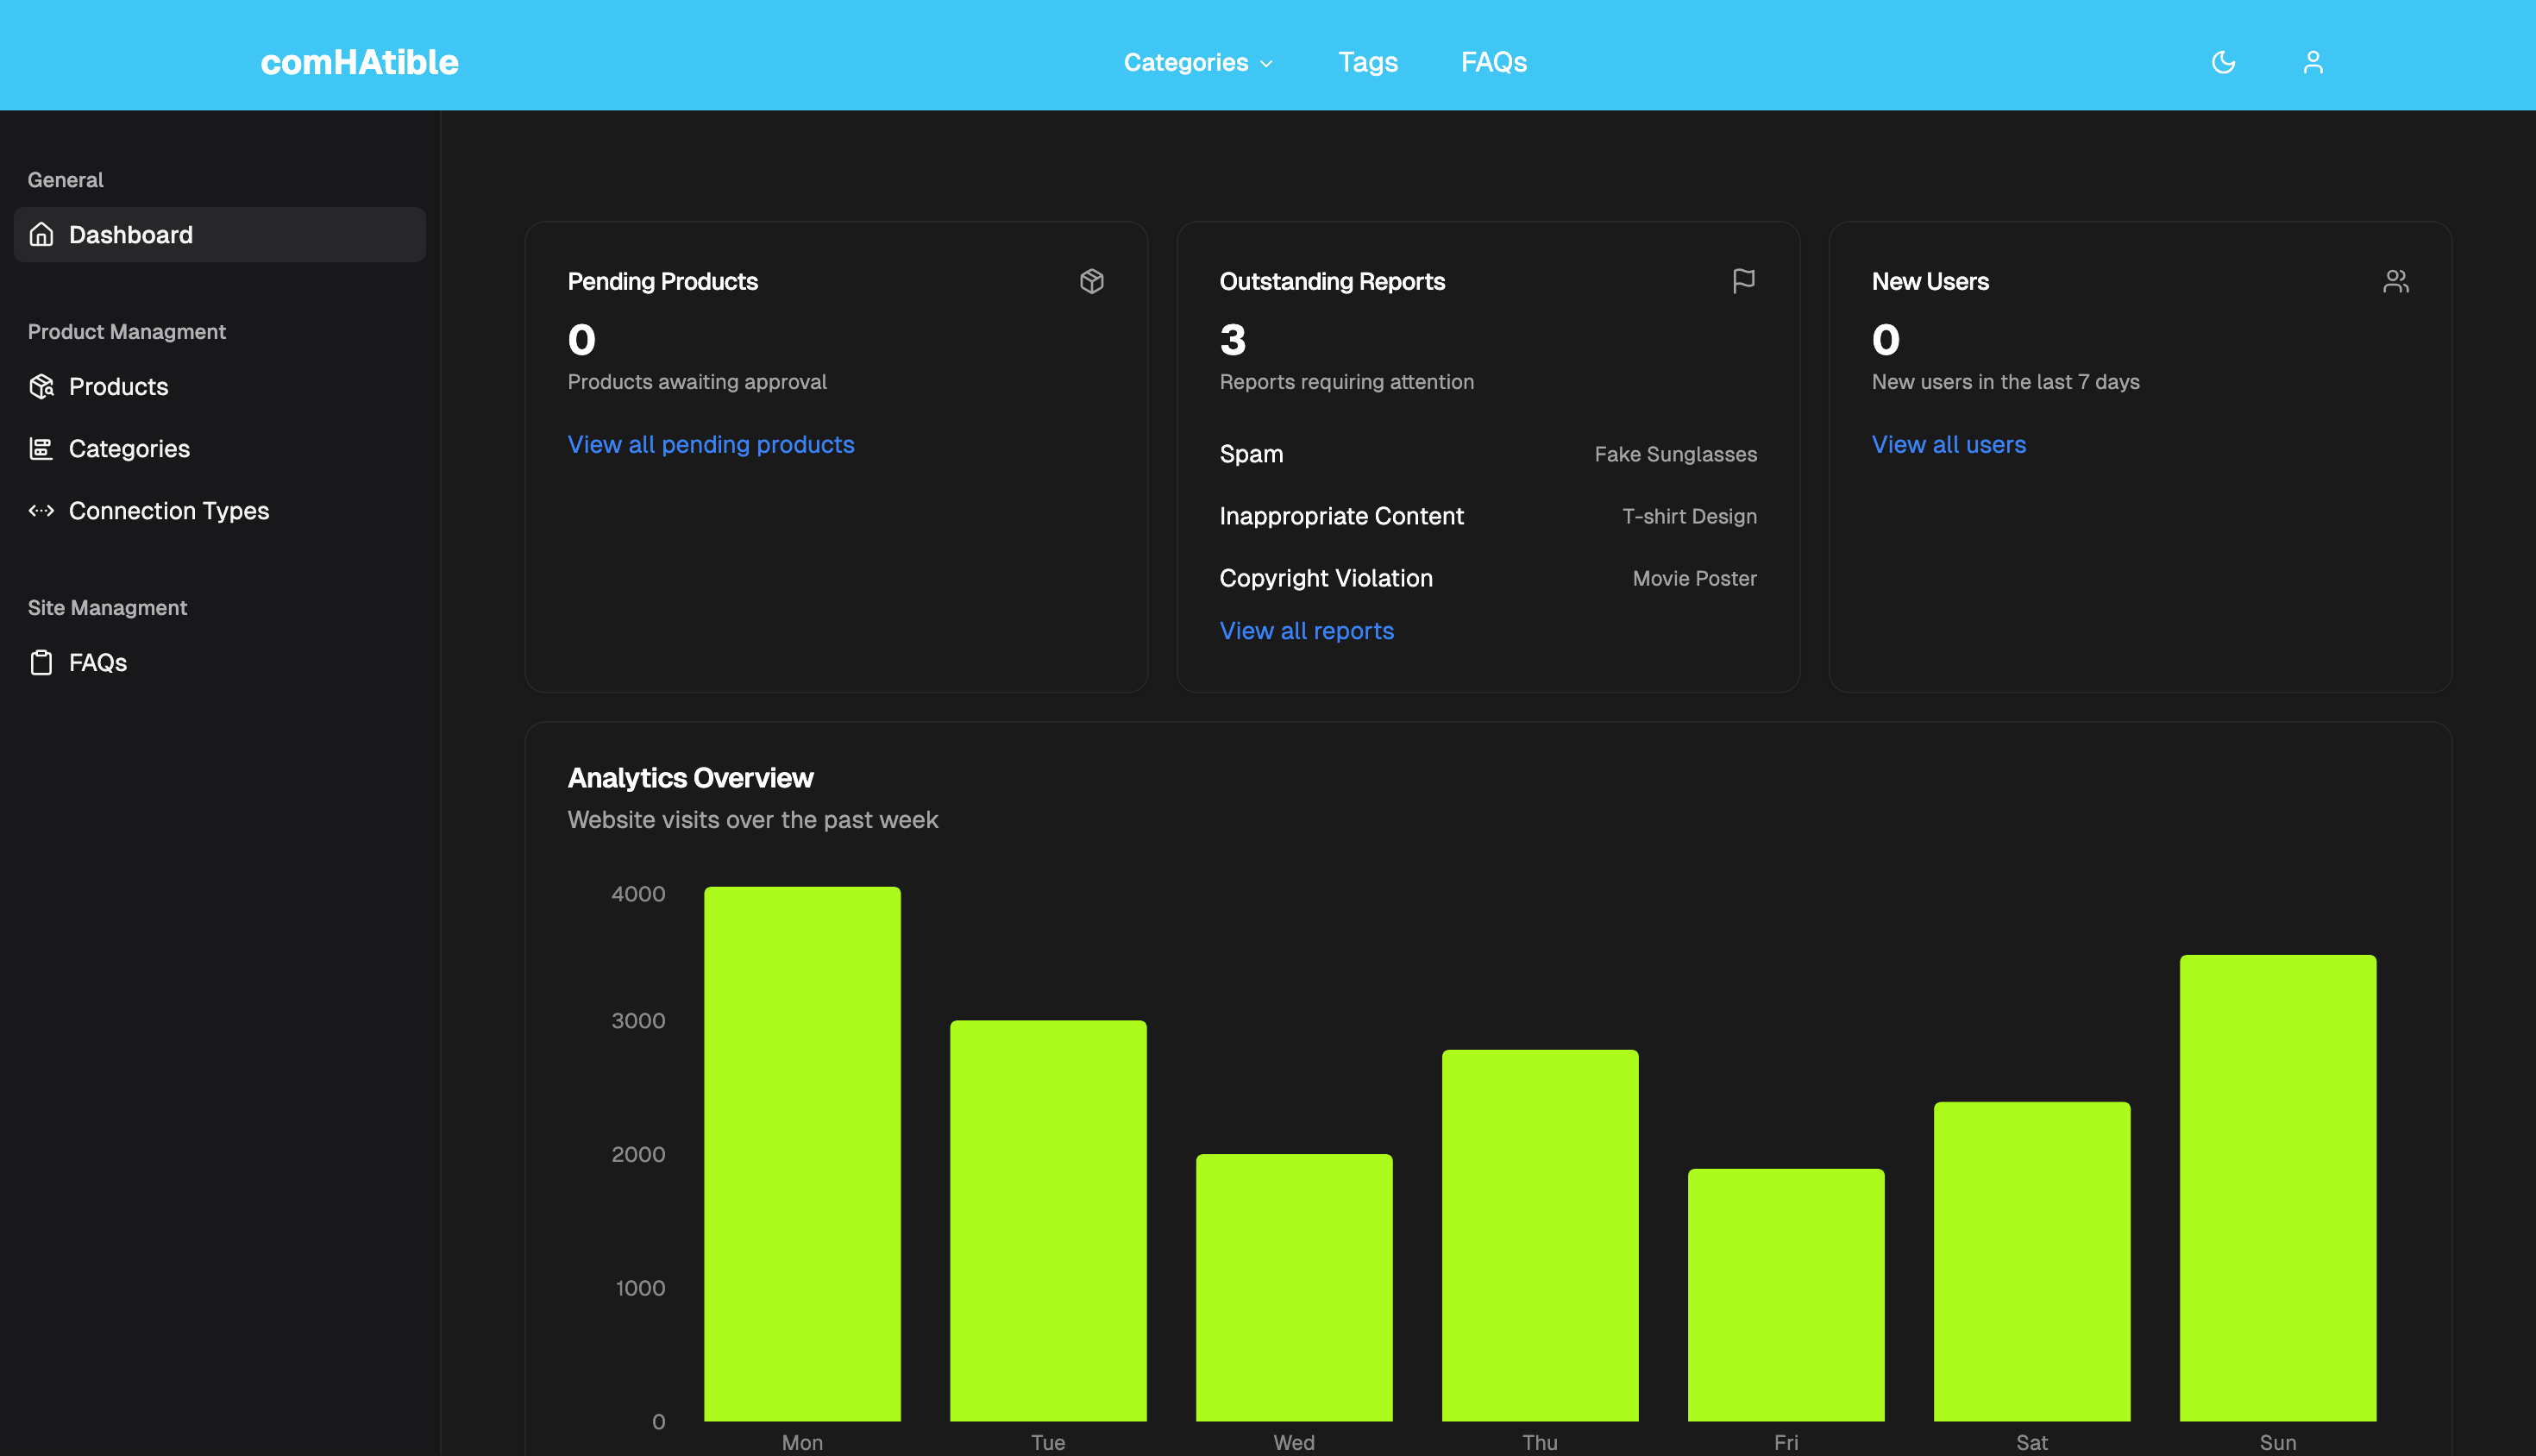 comHAtible
Categories
Tags
FAQs
General
Dashboard
Product Managment
Products
Categories
Connection Types
Site Managment
FAQs
Pending Products
0
Products awaiting approval
View all pending products
Outstanding Reports
3
Reports requiring attention
Spam Fake Sunglasses
Inappropriate Content T-shirt Design
Copyright Violation Movie Poster
View all reports
New Users
0
New users in the last 7 days
View all users
Analytics Overview
Website visits over the past week
4000
3000
2000
1000
0
Mon Tue Wed Thu Fri Sat Sun